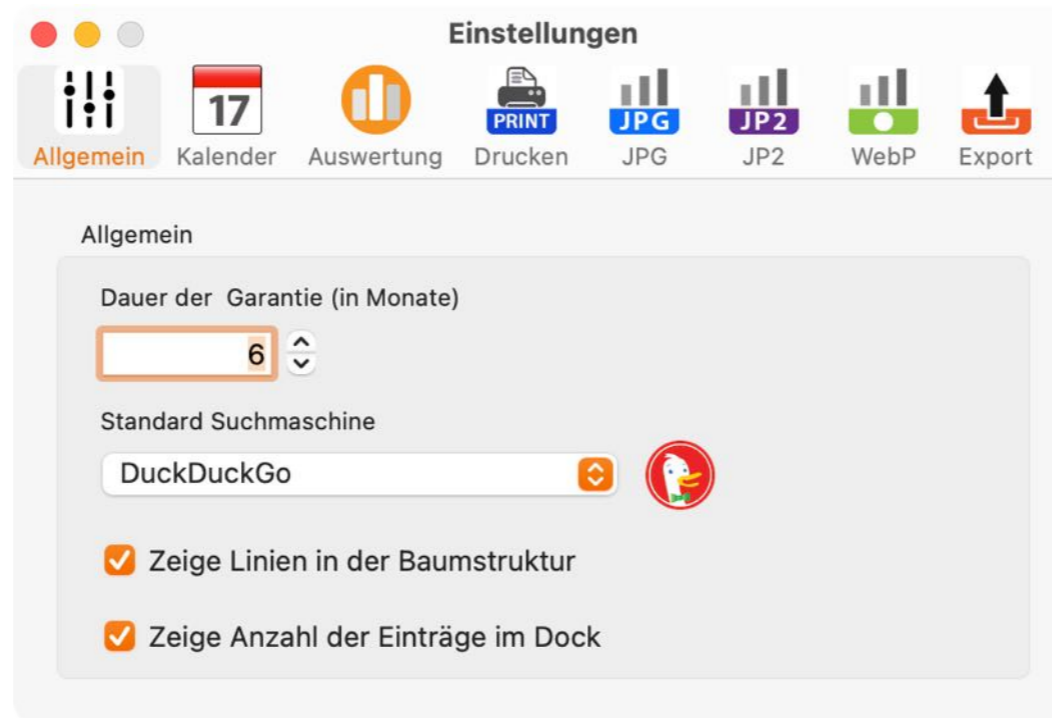 Einstellungen
17
PRINT
JPG
JP2
Allgemein Kalender Auswertung Drucken JPG JP2 WebP Export
Allgemein
Dauer der Garantie (in Monate)
6
Standard Suchmaschine
DuckDuckGo
Zeige Linien in der Baumstruktur
Zeige Anzahl der Einträge im Dock